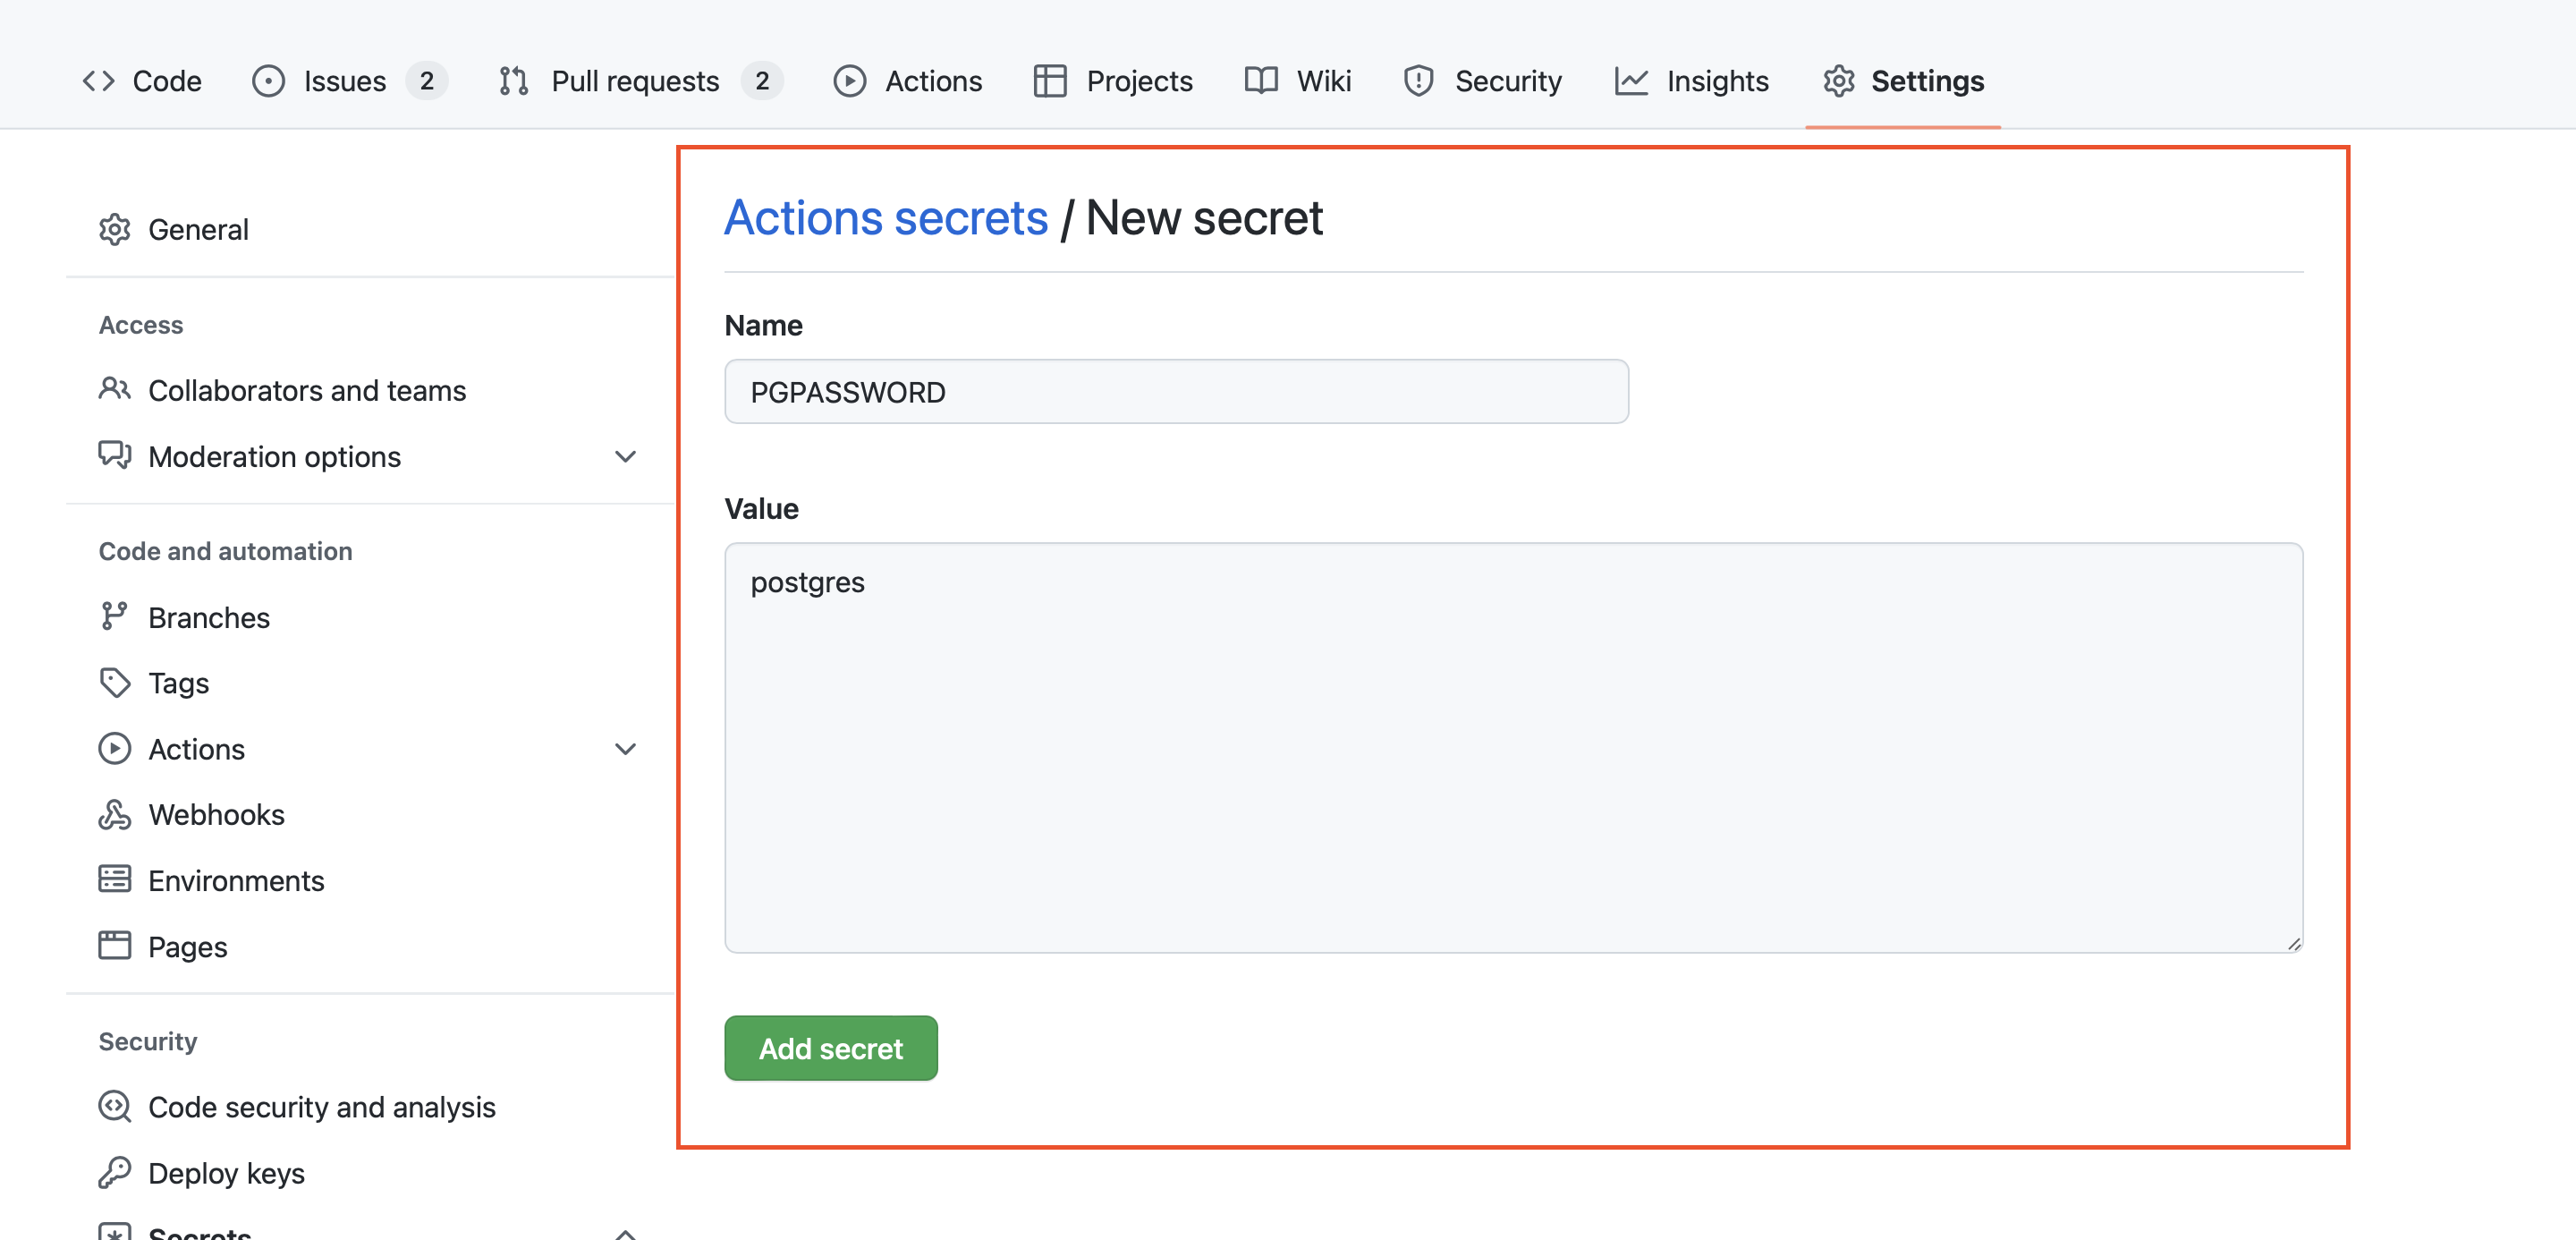 Code Issues 2 Pull requests 2 Actions Projects Wiki Security Insights Settings
General
Access
Collaborators and teams
Moderation options
Code and automation
Branches
Tags
Actions
Webhooks
Environments
Pages
Security
Code security and analysis
Deploy keys
Secrets
Actions secrets / New secret
Name
PGPASSWORD
Value
postgres
Add secret